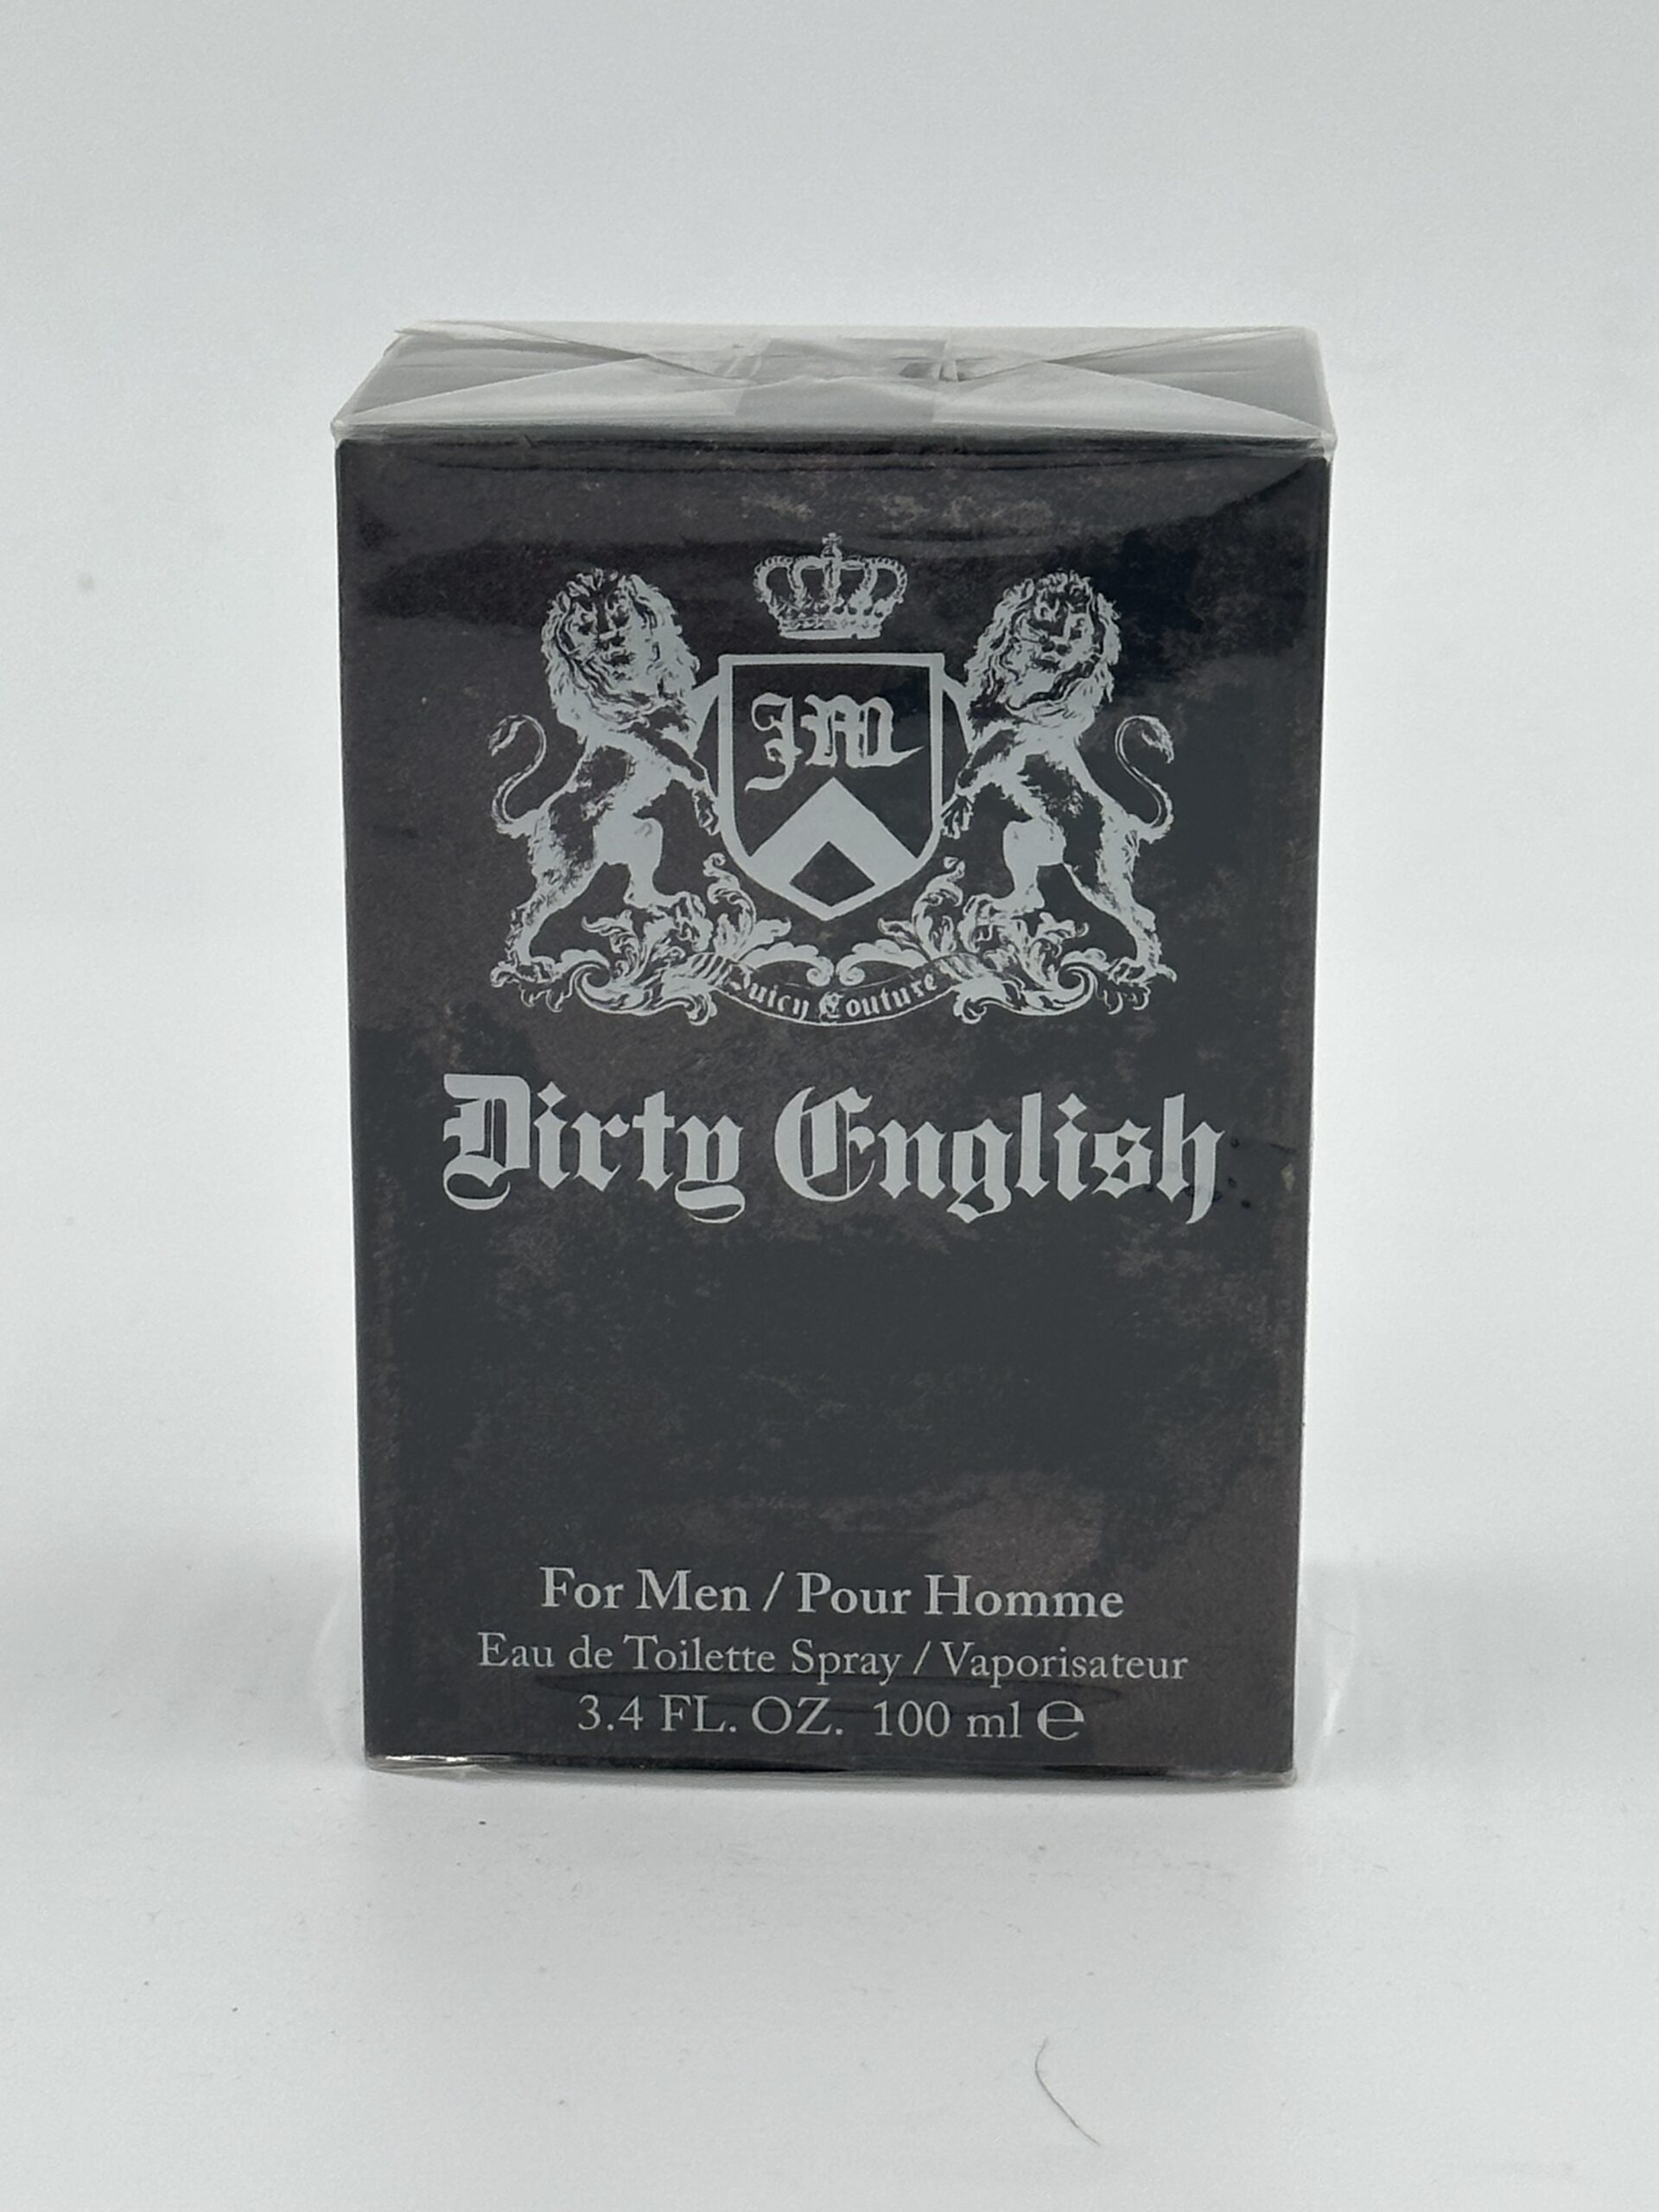 JM
Juicy Couture
Dirty English
For Men / Pour Homme
Eau de Toilette Spray / Vaporisateur
3.4 FL. OZ. 100 ml ℮